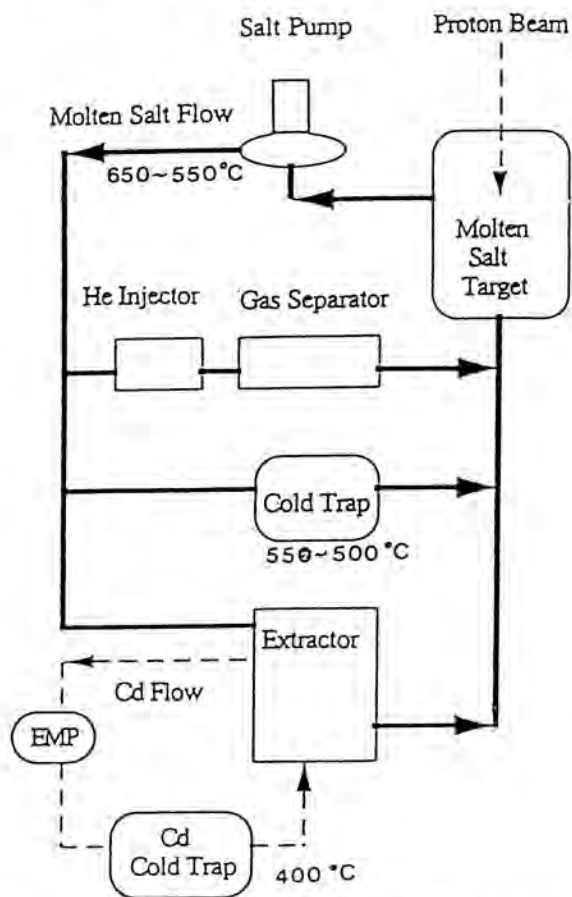 Salt Pump
Proton Beam
Molten Salt Flow
650~550°C
Molten
Salt
Target
He Injector
Gas Separator
Cold Trap
550~500°C
Extractor
Cd Flow
EMP
Cd
Cold Trap
400°C